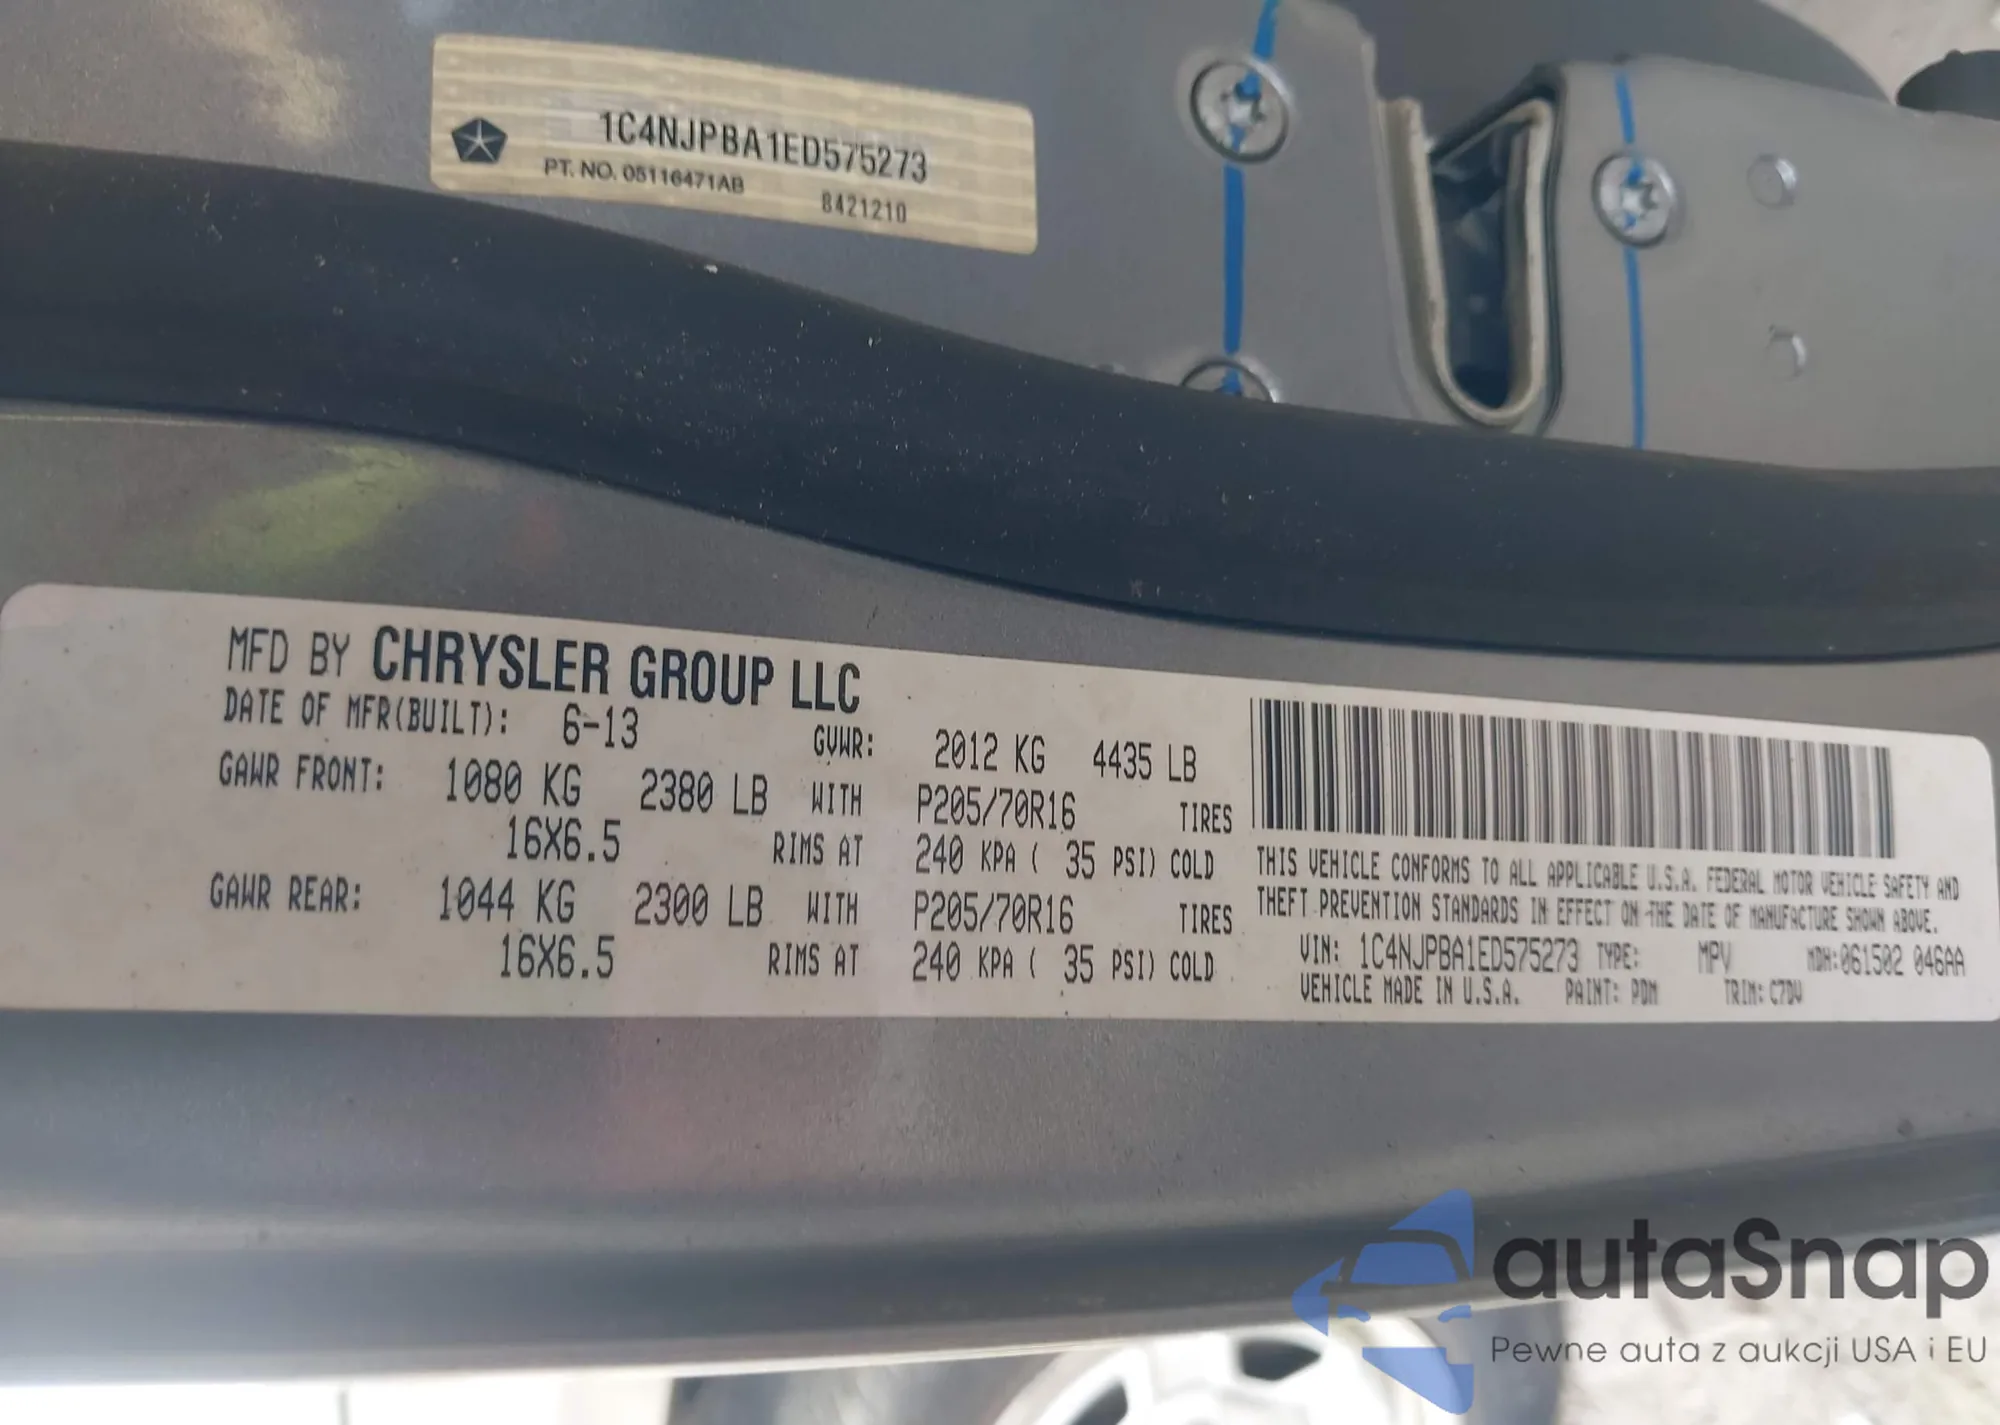 1C4NJPBA1ED575273
PT. NO. 05116471AB 8421210
MFD BY CHRYSLER GROUP LLC
DATE OF MFR(BUILT): 6-13 GVWR: 2012 KG 4435 LB
GAWR FRONT: 1080 KG 2380 LB WITH P205/70R16 TIRES
16X6.5 RIMS AT 240 KPA ( 35 PSI) COLD
GAWR REAR: 1044 KG 2300 LB WITH P205/70R16 TIRES
16X6.5 RIMS AT 240 KPA ( 35 PSI) COLD
THIS VEHICLE CONFORMS TO ALL APPLICABLE U.S.A. FEDERAL MOTOR VEHICLE SAFETY AND
THEFT PREVENTION STANDARDS IN EFFECT ON THE DATE OF MANUFACTURE SHOWN ABOVE.
VIN: 1C4NJPBA1ED575273 TYPE: MPV MDH:061502 046AA
VEHICLE MADE IN U.S.A. PAINT: PDM TRIM: C7DV
autaSnap
Pewne auta z aukcji USA i EU